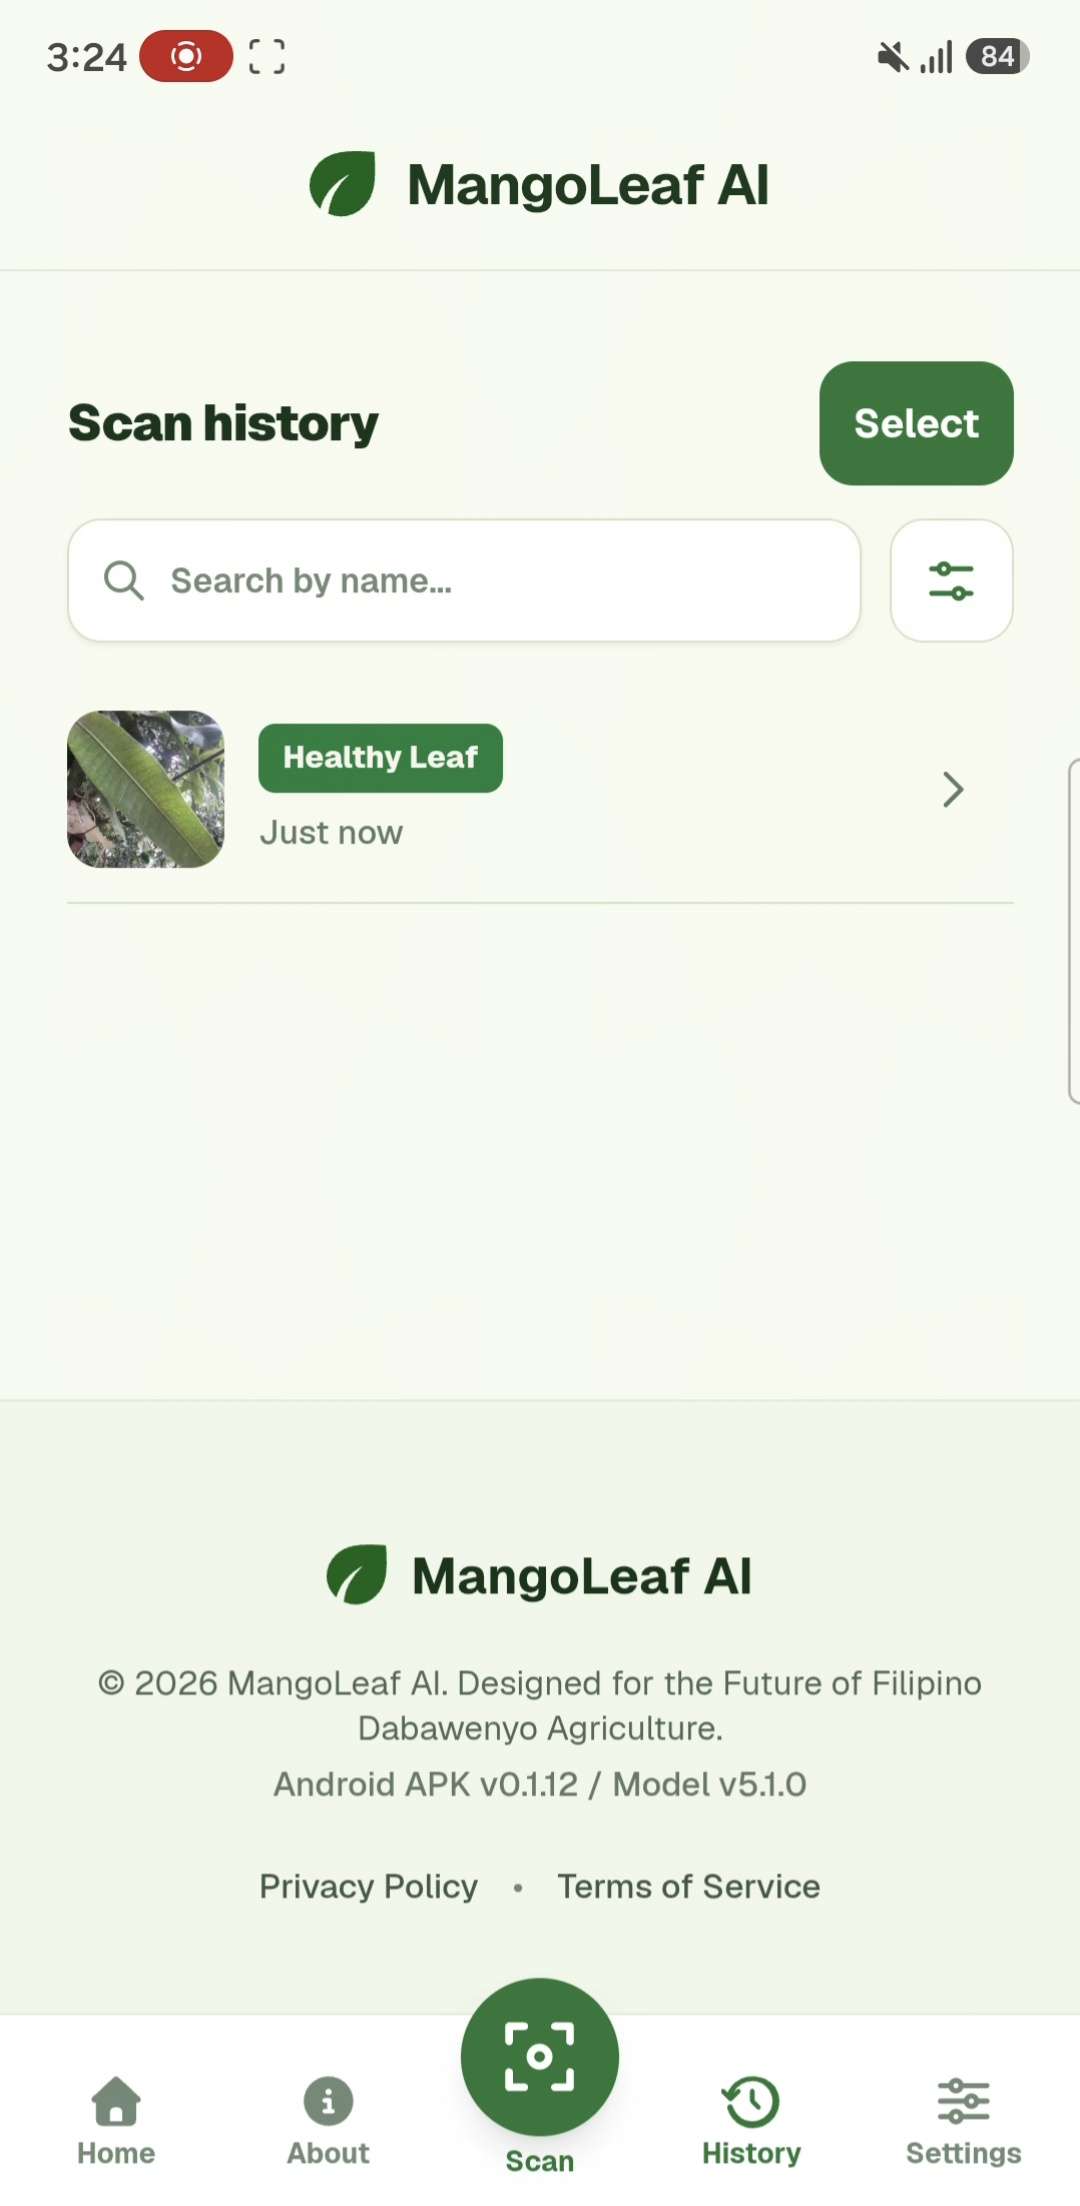 3:24
84
MangoLeaf AI
Scan history
Select
Search by name...
Healthy Leaf
Just now
MangoLeaf AI
© 2026 MangoLeaf AI. Designed for the Future of Filipino
Dabawenyo Agriculture.
Android APK v0.1.12 / Model v5.1.0
Privacy Policy • Terms of Service
Home
About
Scan
History
Settings